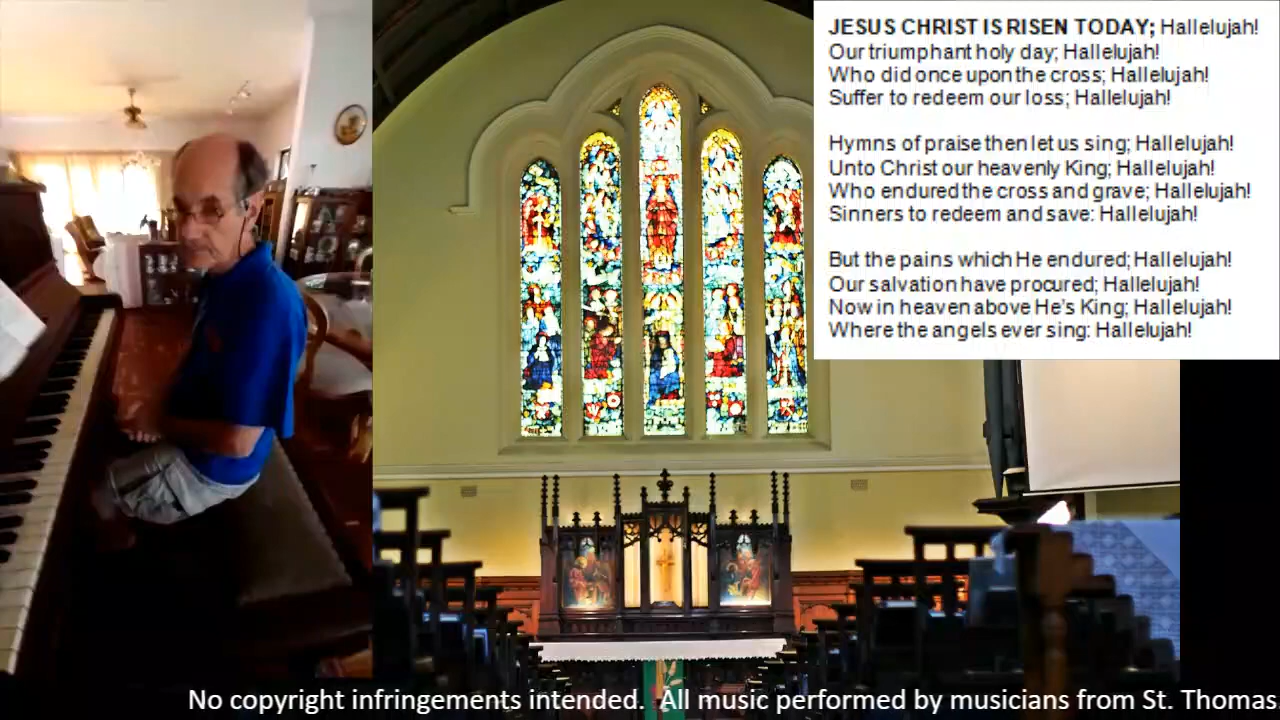 JESUS CHRIST IS RISEN TODAY; Hallelujah!
Our triumphant holy day; Hallelujah!
Who did once upon the cross; Hallelujah!
Suffer to redeem our loss; Hallelujah!
Hymns of praise then let us sing; Hallelujah!
Unto Christ our heavenly King; Hallelujah!
Who endured the cross and grave; Hallelujah!
Sinners to redeem and save: Hallelujah!
But the pains which He endured; Hallelujah!
Our salvation have procured; Hallelujah!
Now in heaven above He's King; Hallelujah!
Where the angels ever sing: Hallelujah!
No copyright infringements intended. All music performed by musicians from St. Thomas